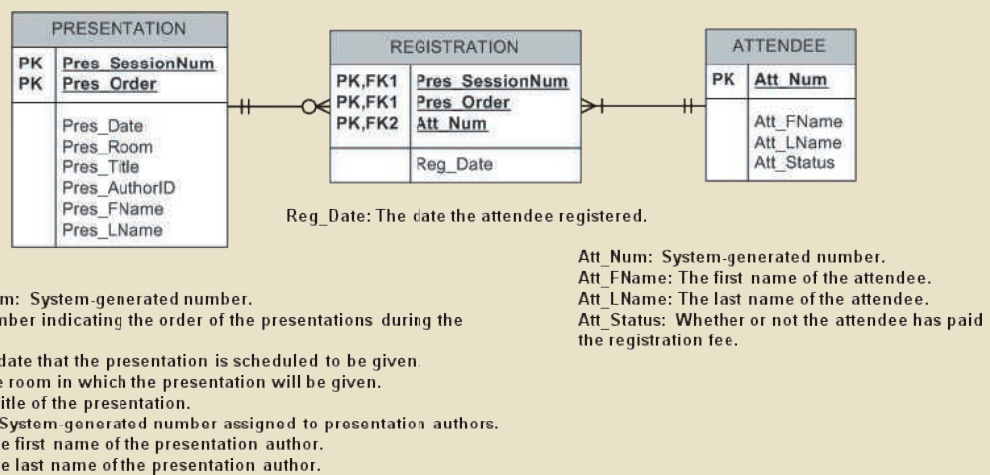 PRESENTATION
PK Pres_SessionNum
PK Pres_Order
Pres_Date
Pres_Room
Pres_Title
Pres_AuthorID
Pres_FName
Pres_LName
REGISTRATION
PK,FK1 Pres_SessionNum
PK,FK1 Pres_Order
PK,FK2 Att_Num
Reg_Date
ATTENDEE
PK Att_Num
Att_FName
Att_LName
Att_Status
Reg_Date: The date the attendee registered.
Att_Num: System-generated number.
Att_FName: The first name of the attendee.
Att_LName: The last name of the attendee.
Att_Status: Whether or not the attendee has paid
the registration fee.
m: System-generated number.
mber indicating the order of the presentations during the
date that the presentation is scheduled to be given.
e room in which the presentation will be given.
itle of the presentation.
System-generated number assigned to presentation authors.
e first name of the presentation author.
e last name of the presentation author.